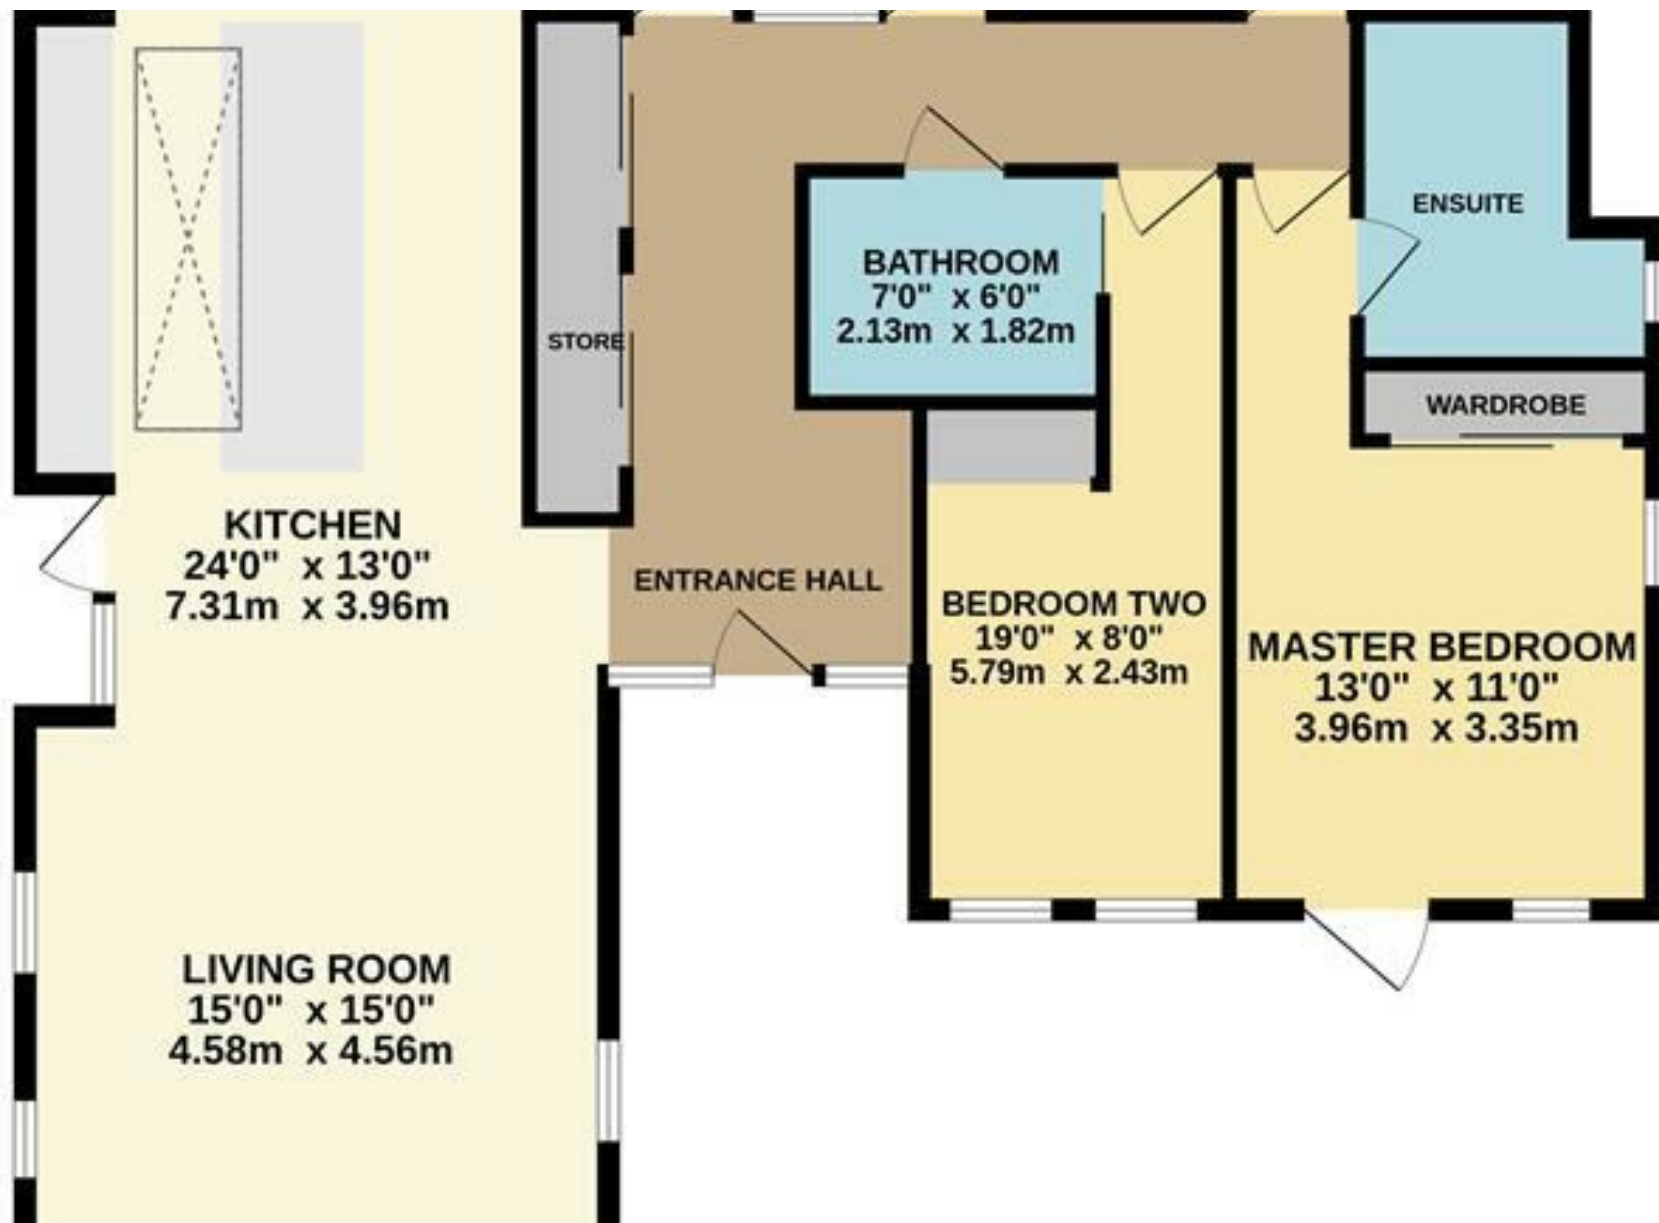 KITCHEN
24'0" x 13'0"
7.31m x 3.96m
STORE
ENTRANCE HALL
BATHROOM
7'0" x 6'0"
2.13m x 1.82m
BEDROOM TWO
19'0" x 8'0"
5.79m x 2.43m
ENSUITE
WARDROBE
MASTER BEDROOM
13'0" x 11'0"
3.96m x 3.35m
LIVING ROOM
15'0" x 15'0"
4.58m x 4.56m